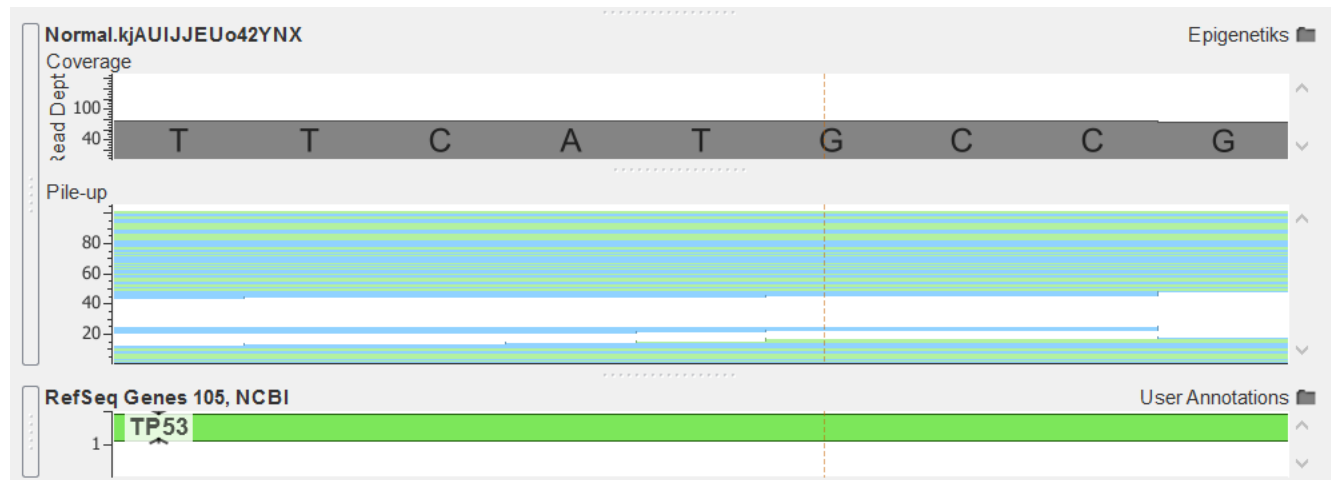 Normal.kjAUIJJEUo42YNX Epigenetiks
Coverage
Read Dept
100
40
T T C A T G C C G
Pile-up
80
60
40
20
RefSeq Genes 105, NCBI User Annotations
TP53
1